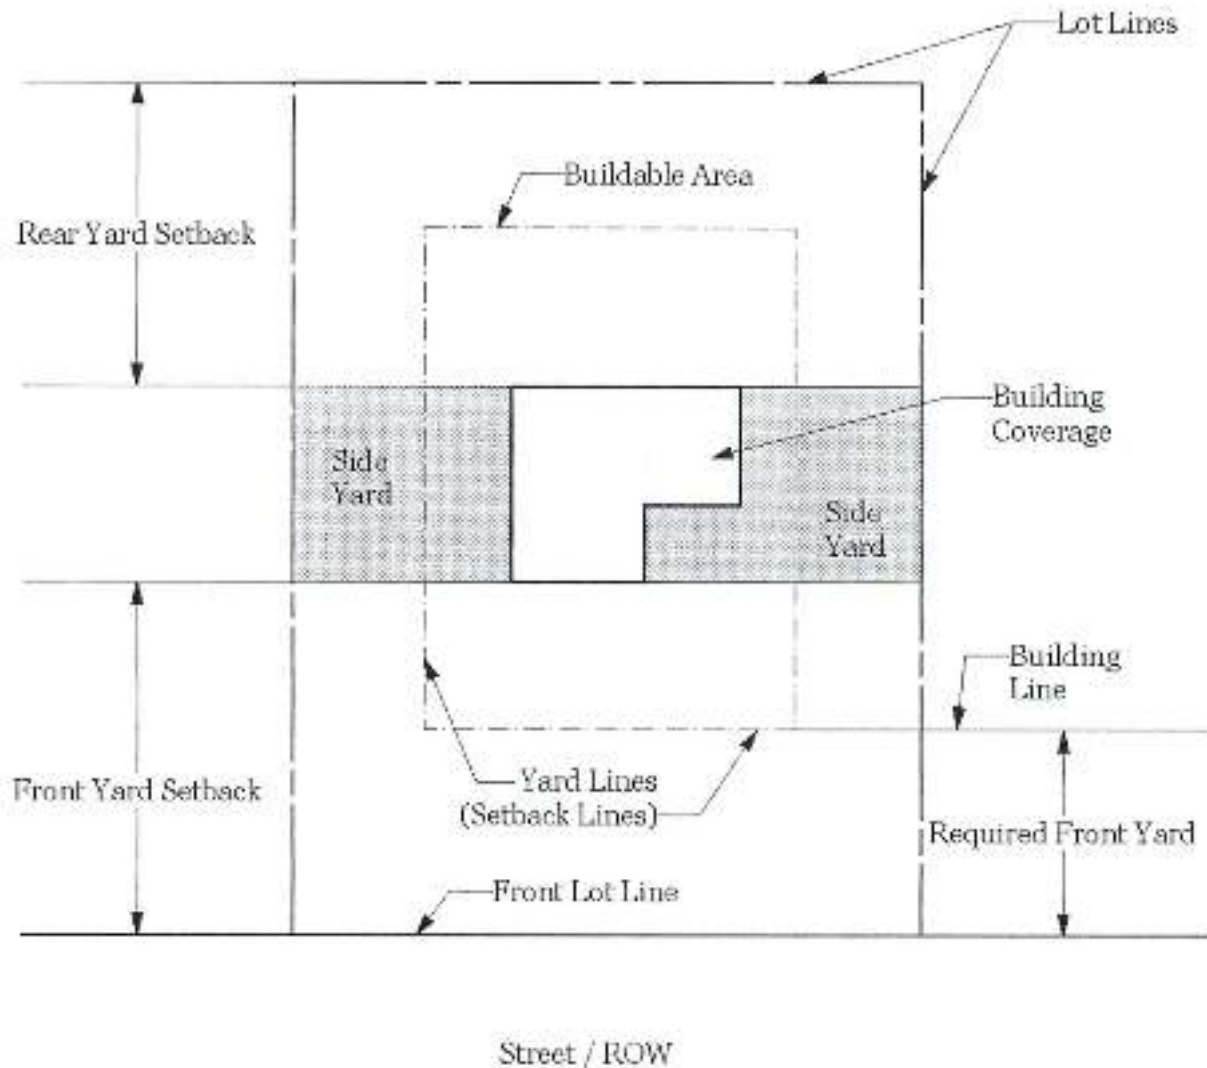 Lot Lines
Buildable Area
Rear Yard Setback
Building
Coverage
Side
Yard
Side
Yard
Building
Line
Yard Lines
(Setback Lines)
Front Yard Setback
Required Front Yard
Front Lot Line
Street / ROW